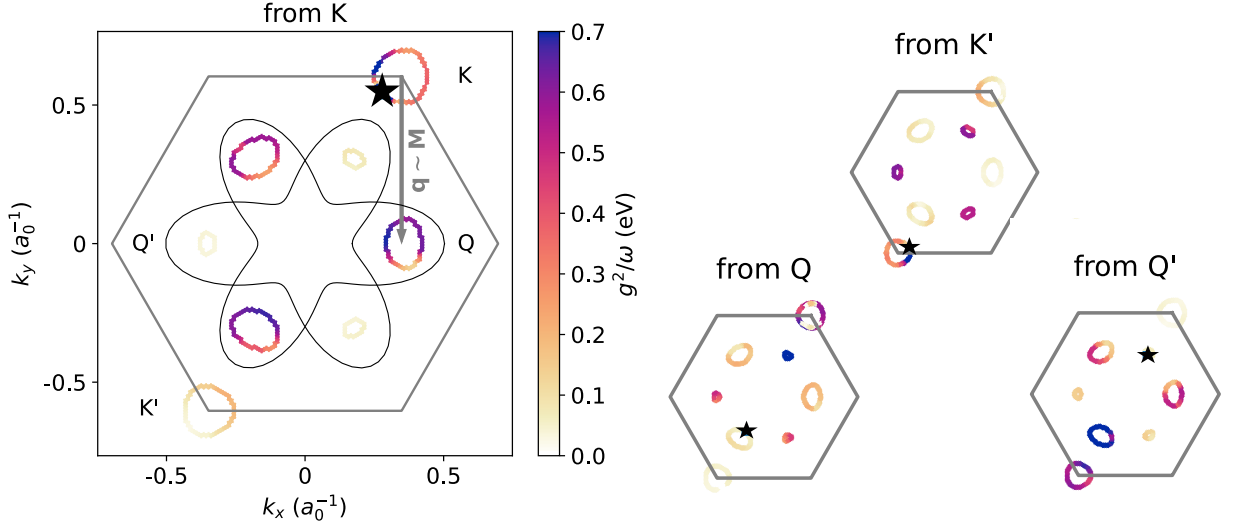 from K
K
q ~ M
Q'
Q
K'
0.5
0
-0.5
k_y (a_0^{-1})
-0.5
0
0.5
k_x (a_0^{-1})
0.7
0.6
0.5
0.4
0.3
0.2
0.1
0.0
g^2/ω (eV)
from K'
from Q
from Q'